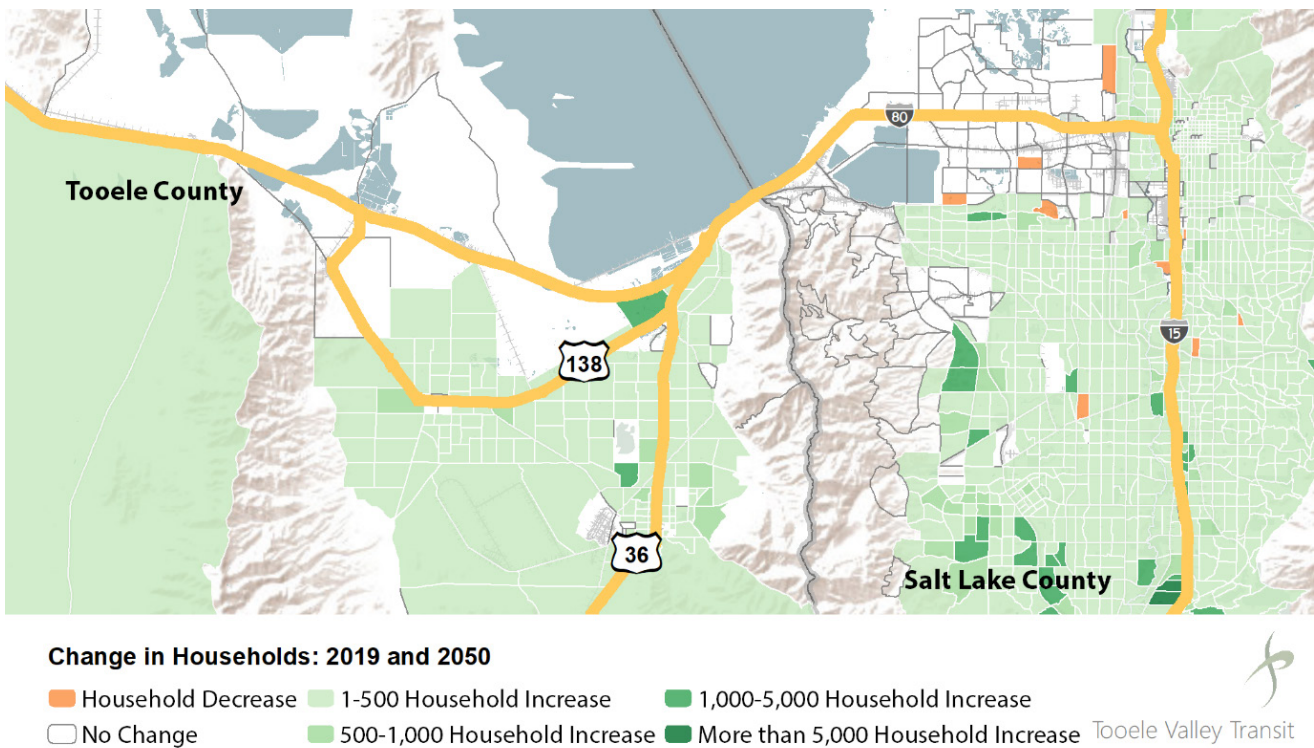 80
Tooele County
15
138
36
Salt Lake County
Change in Households: 2019 and 2050
Household Decrease
1-500 Household Increase
1,000-5,000 Household Increase
No Change
500-1,000 Household Increase
More than 5,000 Household Increase
Tooele Valley Transit